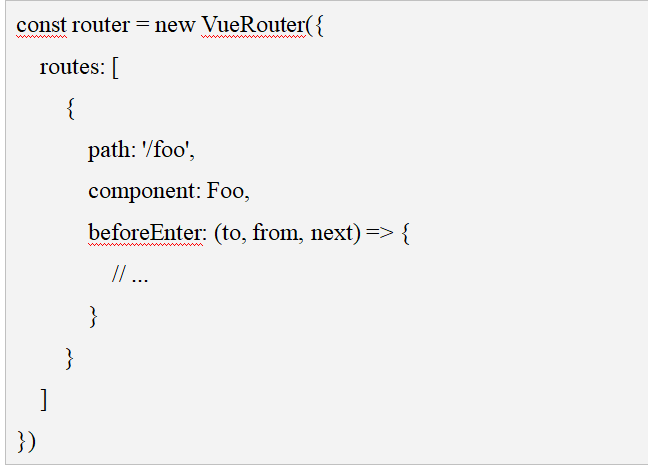 const router = new VueRouter({
routes: [
{
path: '/foo',
component: Foo,
beforeEnter: (to, from, next) => {
// ...
}
}
]
})